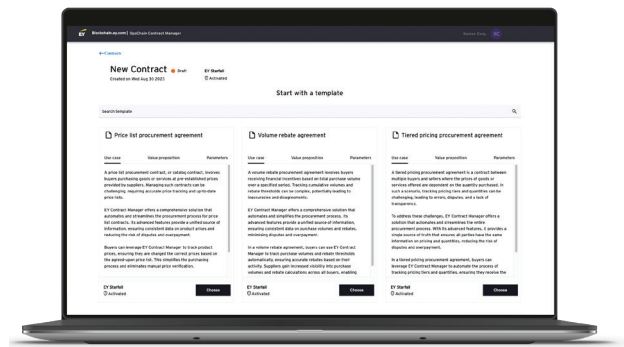 EY Blockchain.ey.com | OpsChain Contract Manager
New Contract Draft EY Starfall
Created on Wed Aug 30 2023 Activated
Start with a template
Search template
Price list procurement agreement
Use case Value proposition Parameters
A price list procurement contract, or catalog contract, involves
buyers purchasing goods or services at pre-established prices
provided by suppliers. Managing such contracts can be
challenging, requiring accurate price tracking and up-to-date
price lists.
EY Contract Manager offers a comprehensive solution that
automates and streamlines the procurement process for price
list contracts. Its advanced features provide a unified source of
information, ensuring consistent data on product prices and
reducing the risk of disputes and overpayment.
Buyers can leverage EY Contract Manager to track product
prices, ensuring they are changed the correct prices based on
the agreed-upon price list. This simplifies the purchasing
process and eliminates manual price verification.
EY Starfall
Activated
Choose
Volume rebate agreement
Use case Value proposition Parameters
A volume rebate procurement agreement involves buyers
receiving financial incentives based on total purchase volume
over a specified period. Tracking cumulative volumes and
rebate thresholds can be complex, potentially leading to
inaccuracies and disagreements.
EY Contract Manager offers a comprehensive solution that
automates and simplifies the procurement process. Its
advanced features provide a unified source of information,
ensuring consistent data on purchase volumes and rebates,
minimizing disputes and overpayment.
In a volume rebate agreement, buyers can use EY Contract
Manager to track purchase volumes and rebate thresholds
automatically, ensuring accurate rebates based on their
activity. Suppliers gain increased visibility into purchase
volumes and rebate calculations across all buyers, enabling
EY Starfall
Activated
Choose
Tiered pricing procurement agreement
Use case Value proposition Parameters
A tiered pricing procurement agreement is a contract between
multiple buyers and sellers where the prices of goods or
services offered are dependent on the quantity purchased. In
such a scenario, tracking pricing tiers and quantities can be
challenging, leading to errors, disputes, and a lack of
transparency.
To address these challenges, EY Contract Manager offers a
solution that automates and streamlines the entire
procurement process. With its advanced features, it provides a
single source of truth that ensures all parties have the same
information on pricing and quantities, reducing the risk of
disputes and overpayment.
In a tiered pricing procurement agreement, buyers can
leverage EY Contract Manager to automate the process of
tracking pricing tiers and quantities, ensuring they receive the
EY Starfall
Activated
Choose